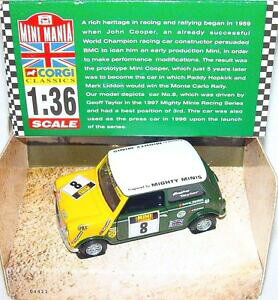 MINI MANIA
CORGI
CLASSICS
1:36
SCALE
A rich heritage in racing and rallying began in 1959
when John Cooper, an already successful
World Champion racing car constructor persuaded
BMC to loan him an early production Mini, in order
to make performance modifications. The result was
the prototype Mini Cooper, which just 5 years later
was to become the car in which Paddy Hopkirk and
Mark Liddon would win the Monte Carlo Rally.
Our model depicts car No.8, which was driven by
Geoff Taylor in the 1997 Mighty Minis Racing Series
and had a best place of third. This car was also
used as the press car in 1996 upon the launch
of the series.
Prepared by MIGHTY MINIS
MINI
8
8
04421